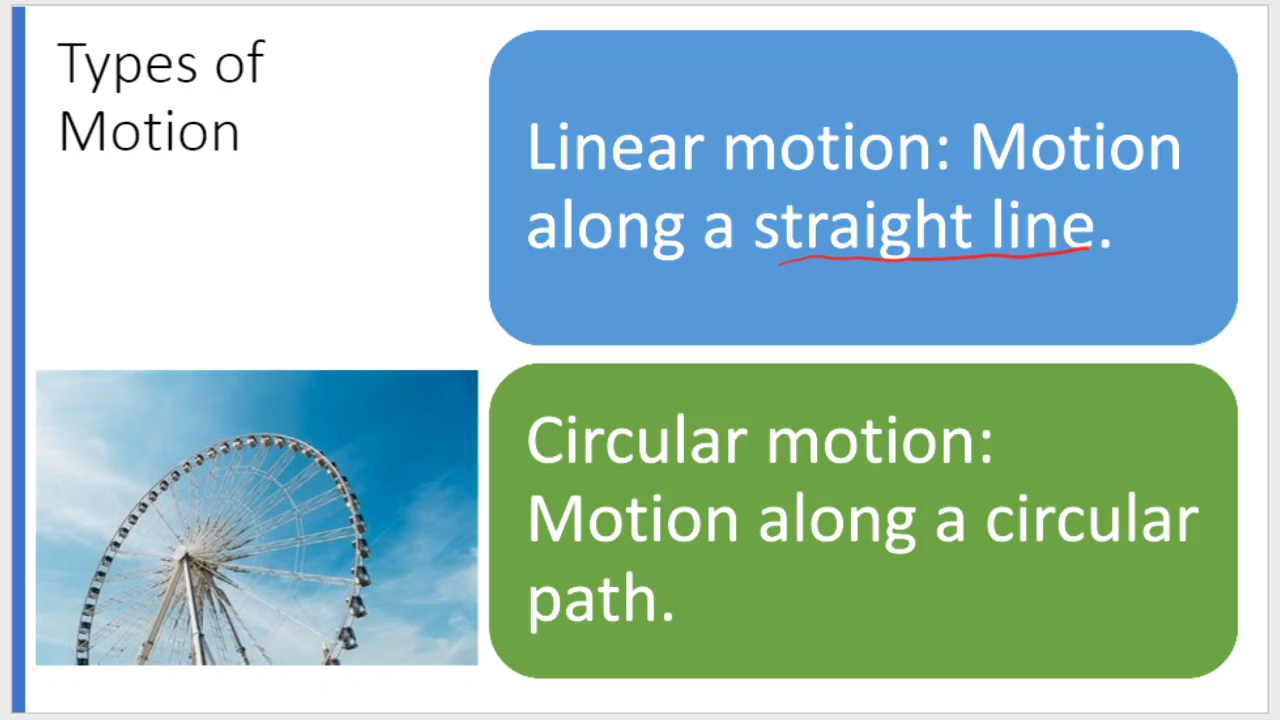 Types of
Motion
Linear motion: Motion
along a straight line.
Circular motion:
Motion along a circular
path.